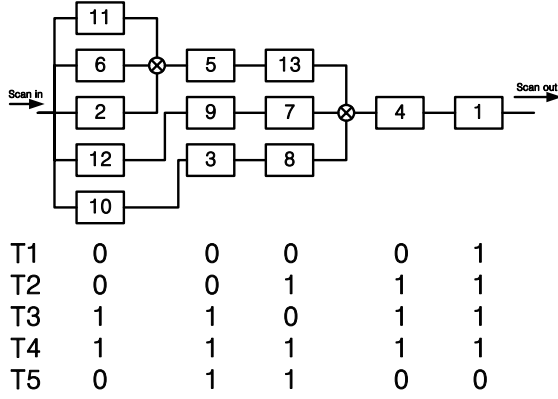 11
6 5 13
Scan in Scan out
2 9 7 4 1
12 3 8
10
T1 0 0 0 0 1
T2 0 0 1 1 1
T3 1 1 0 1 1
T4 1 1 1 1 1
T5 0 1 1 0 0